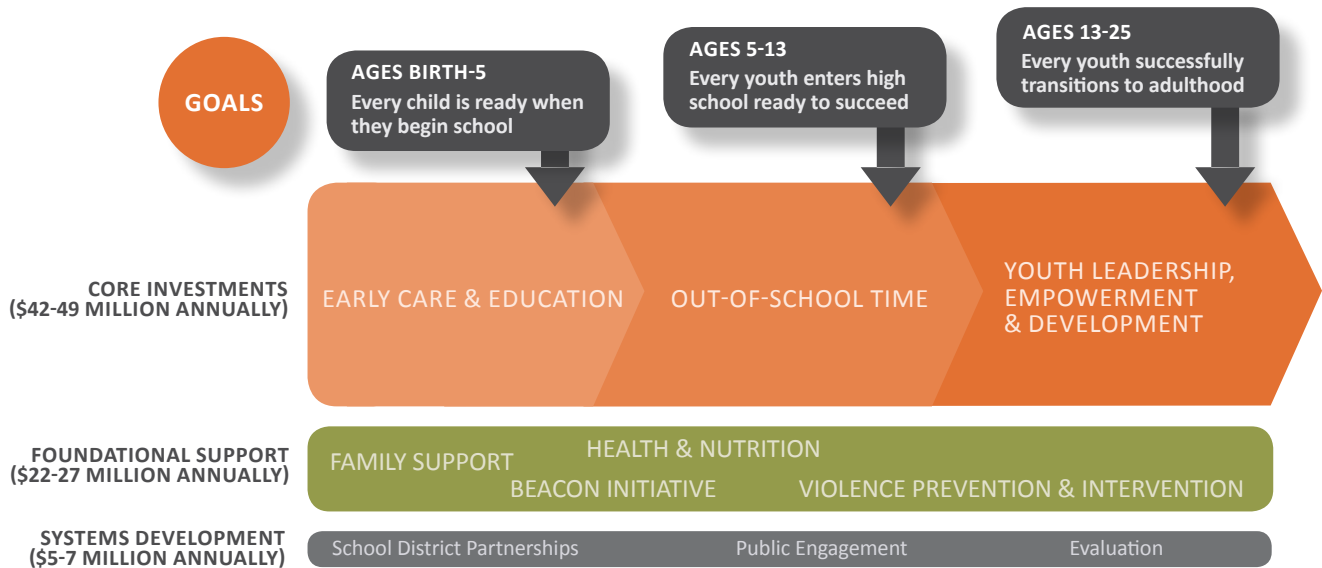 GOALS
AGES BIRTH-5
Every child is ready when
they begin school
AGES 5-13
Every youth enters high
school ready to succeed
AGES 13-25
Every youth successfully
transitions to adulthood
CORE INVESTMENTS
($42-49 MILLION ANNUALLY)
EARLY CARE & EDUCATION
OUT-OF-SCHOOL TIME
YOUTH LEADERSHIP,
EMPOWERMENT
& DEVELOPMENT
FOUNDATIONAL SUPPORT
($22-27 MILLION ANNUALLY)
FAMILY SUPPORT
HEALTH & NUTRITION
BEACON INITIATIVE
VIOLENCE PREVENTION & INTERVENTION
SYSTEMS DEVELOPMENT
($5-7 MILLION ANNUALLY)
School District Partnerships
Public Engagement
Evaluation